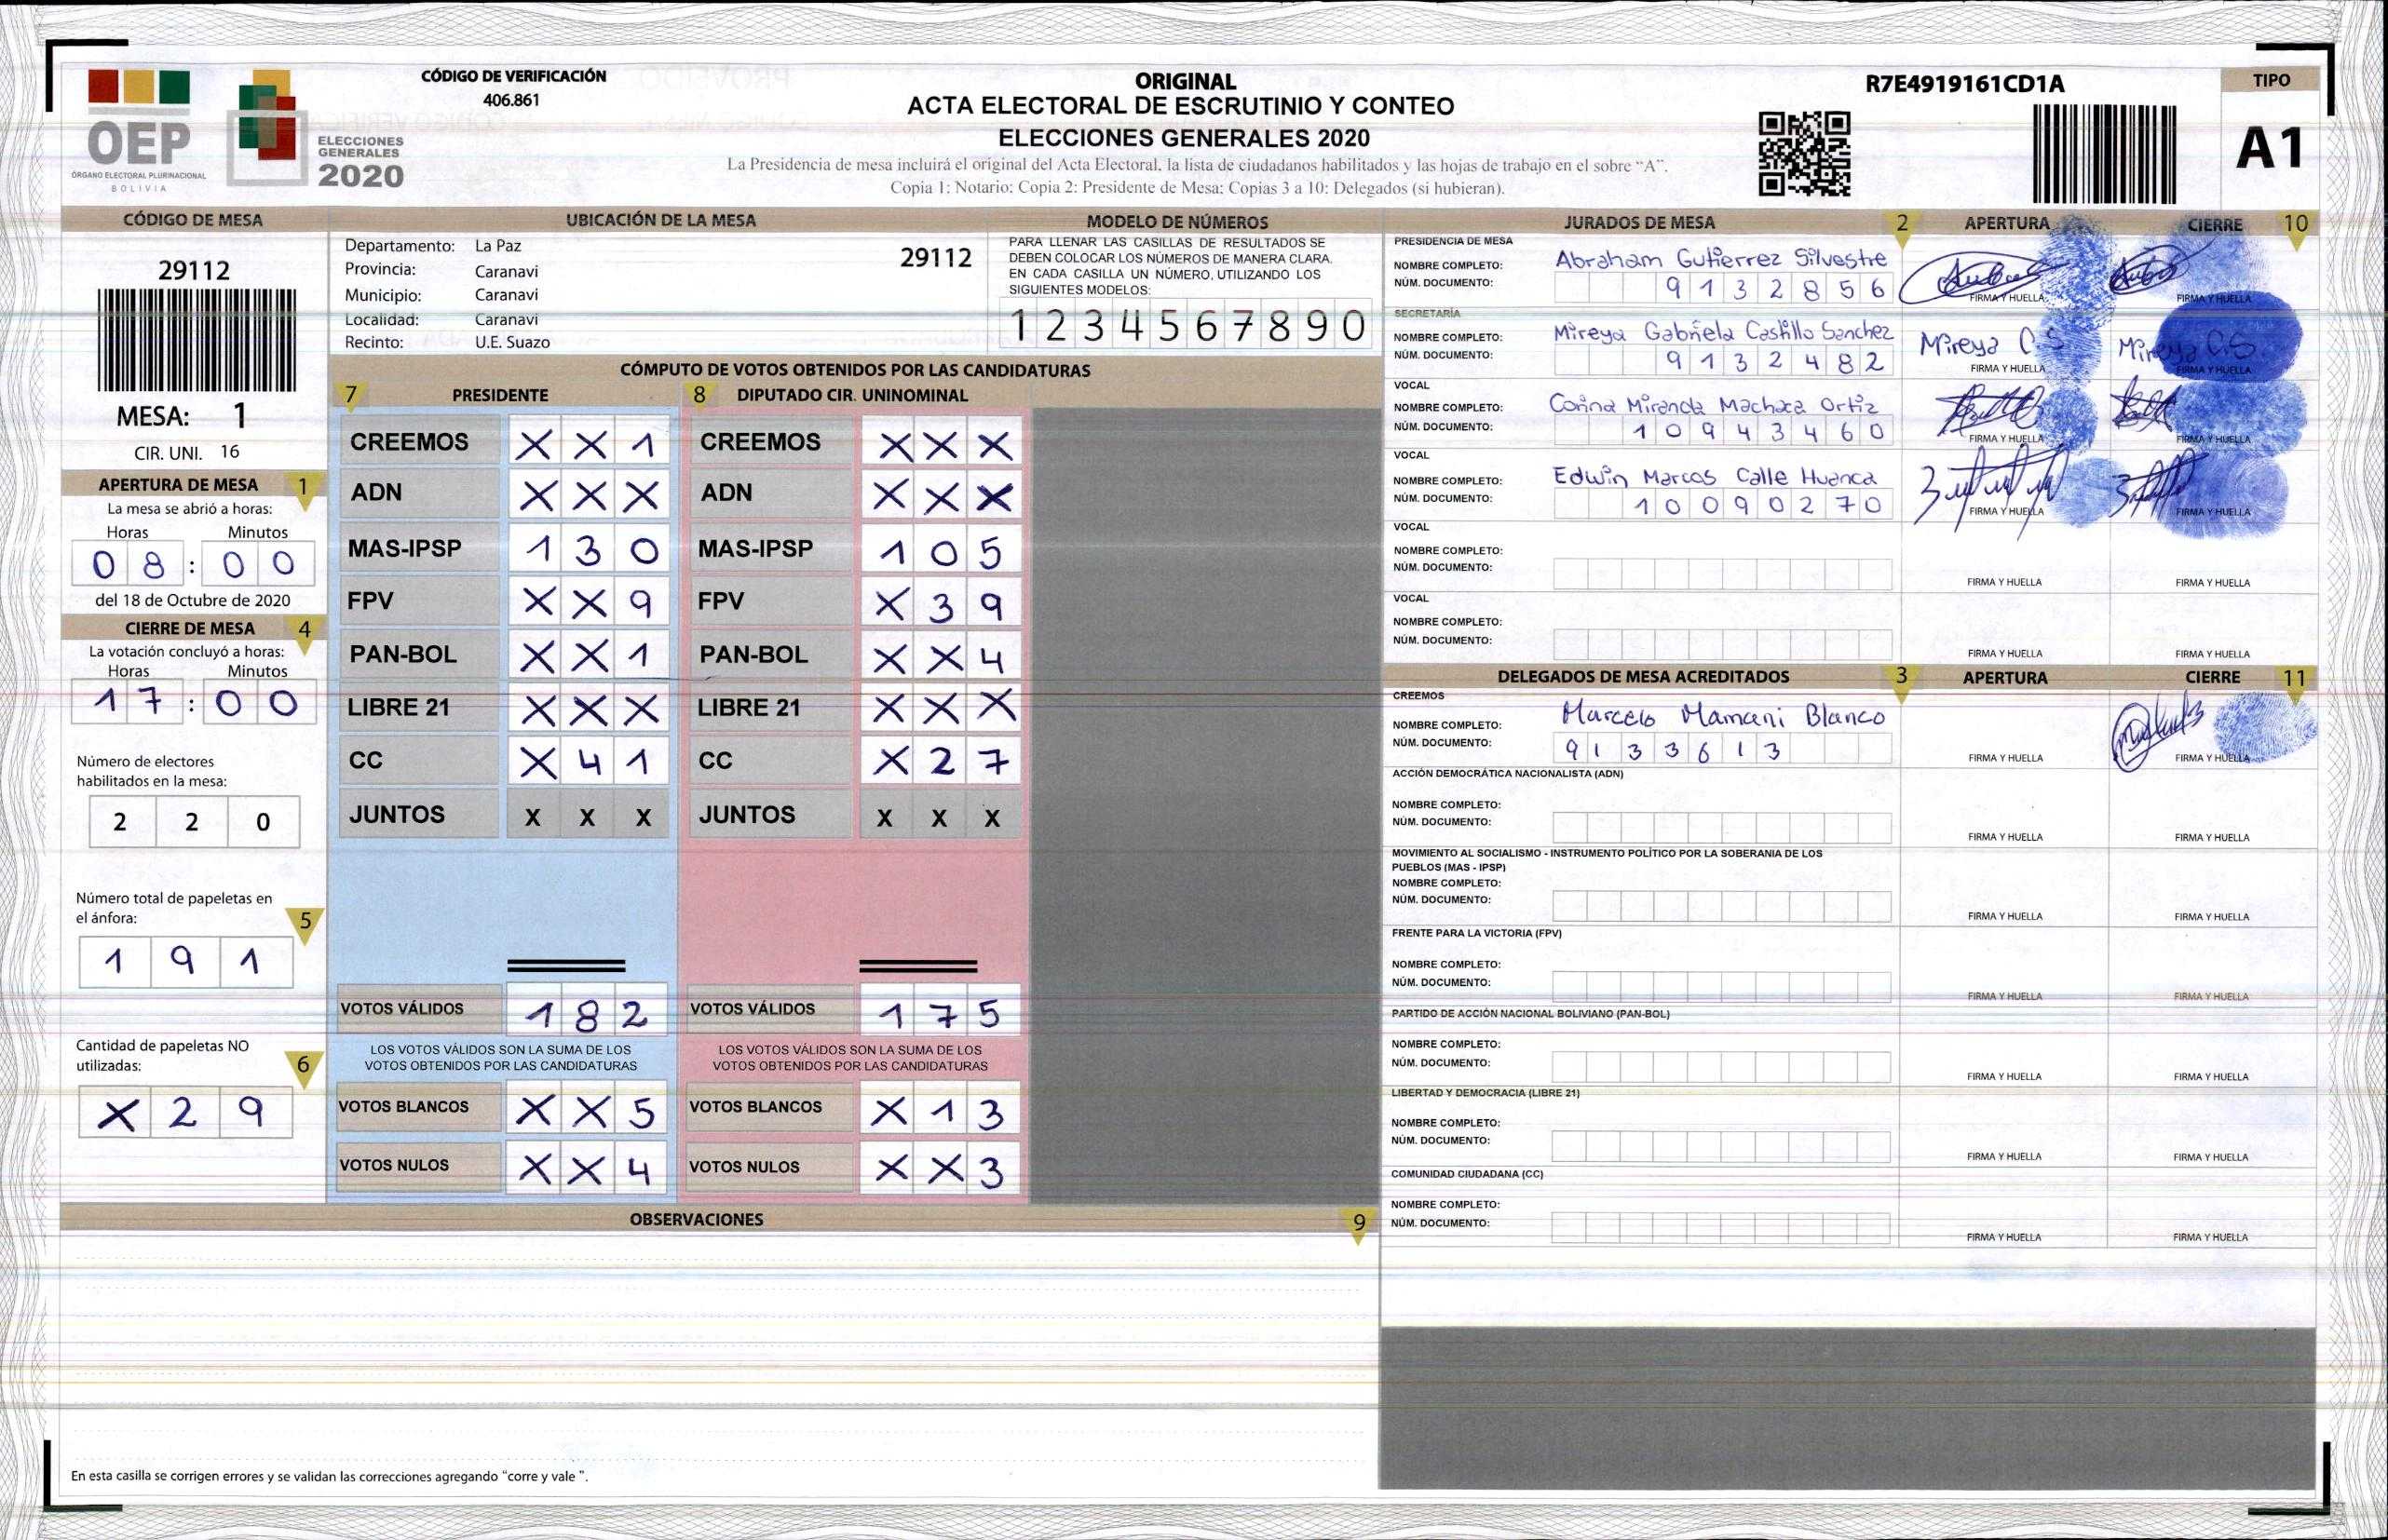 OEP
ÓRGANO ELECTORAL PLURINACIONAL
BOLIVIA
ELECCIONES
GENERALES
2020
CÓDIGO DE VERIFICACIÓN
406.861
ORIGINAL
ACTA ELECTORAL DE ESCRUTINIO Y CONTEO
ELECCIONES GENERALES 2020
La Presidencia de mesa incluirá el original del Acta Electoral, la lista de ciudadanos habilitados y las hojas de trabajo en el sobre “A”.
Copia 1: Notario; Copia 2: Presidente de Mesa; Copias 3 a 10: Delegados (si hubieran).
R7E4919161CD1A
TIPO
A1
CÓDIGO DE MESA
29112
MESA: 1
CIR. UNI. 16
APERTURA DE MESA 1
La mesa se abrió a horas:
Horas Minutos
0 8 : 0 0
del 18 de Octubre de 2020
CIERRE DE MESA 4
La votación concluyó a horas:
Horas Minutos
1 7 : 0 0
Número de electores
habilitados en la mesa:
2 2 0
Número total de papeletas en
el ánfora: 5
1 9 1
Cantidad de papeletas NO
utilizadas: 6
X 2 9
UBICACIÓN DE LA MESA
Departamento: La Paz
29112
Provincia: Caranavi
Municipio: Caranavi
Localidad: Caranavi
Recinto: U.E. Suazo
MODELO DE NÚMEROS
PARA LLENAR LAS CASILLAS DE RESULTADOS SE
DEBEN COLOCAR LOS NÚMEROS DE MANERA CLARA.
EN CADA CASILLA UN NÚMERO, UTILIZANDO LOS
SIGUIENTES MODELOS:
1 2 3 4 5 6 7 8 9 0
CÓMPUTO DE VOTOS OBTENIDOS POR LAS CANDIDATURAS
7 PRESIDENTE
CREEMOS X X 1
ADN X X X
MAS-IPSP 1 3 0
FPV X X 9
PAN-BOL X X 1
LIBRE 21 X X X
CC X 4 1
JUNTOS X X X
VOTOS VÁLIDOS 1 8 2
LOS VOTOS VÁLIDOS SON LA SUMA DE LOS
VOTOS OBTENIDOS POR LAS CANDIDATURAS
VOTOS BLANCOS X X 5
VOTOS NULOS X X 4
8 DIPUTADO CIR. UNINOMINAL
CREEMOS X X X
ADN X X X
MAS-IPSP 1 0 5
FPV X 3 9
PAN-BOL X X 4
LIBRE 21 X X X
CC X 2 7
JUNTOS X X X
VOTOS VÁLIDOS 1 7 5
LOS VOTOS VÁLIDOS SON LA SUMA DE LOS
VOTOS OBTENIDOS POR LAS CANDIDATURAS
VOTOS BLANCOS X 1 3
VOTOS NULOS X X 3
OBSERVACIONES 9
En esta casilla se corrigen errores y se validan las correcciones agregando “corre y vale ”.
JURADOS DE MESA 2 APERTURA CIERRE 10
PRESIDENCIA DE MESA
NOMBRE COMPLETO: Abraham Gutierrez Silvestre
NÚM. DOCUMENTO: 9 1 3 2 8 5 6
FIRMA Y HUELLA FIRMA Y HUELLA
SECRETARÍA
NOMBRE COMPLETO: Mireya Gabriela Castillo Sanchez
NÚM. DOCUMENTO: 9 1 3 2 4 8 2
Mireya C S Mireya C.S
FIRMA Y HUELLA FIRMA Y HUELLA
VOCAL
NOMBRE COMPLETO: Corina Miranda Machaca Ortiz
NÚM. DOCUMENTO: 1 0 9 4 3 4 6 0
FIRMA Y HUELLA FIRMA Y HUELLA
VOCAL
NOMBRE COMPLETO: Edwin Marcos Calle Huanca
NÚM. DOCUMENTO: 1 0 0 9 0 2 7 0
FIRMA Y HUELLA FIRMA Y HUELLA
VOCAL
NOMBRE COMPLETO:
NÚM. DOCUMENTO:
FIRMA Y HUELLA FIRMA Y HUELLA
VOCAL
NOMBRE COMPLETO:
NÚM. DOCUMENTO:
FIRMA Y HUELLA FIRMA Y HUELLA
DELEGADOS DE MESA ACREDITADOS 3 APERTURA CIERRE 11
CREEMOS
NOMBRE COMPLETO: Marcelo Mamani Blanco
NÚM. DOCUMENTO: 9 1 3 3 6 1 3
FIRMA Y HUELLA FIRMA Y HUELLA
ACCIÓN DEMOCRÁTICA NACIONALISTA (ADN)
NOMBRE COMPLETO:
NÚM. DOCUMENTO:
FIRMA Y HUELLA FIRMA Y HUELLA
MOVIMIENTO AL SOCIALISMO - INSTRUMENTO POLÍTICO POR LA SOBERANIA DE LOS
PUEBLOS (MAS - IPSP)
NOMBRE COMPLETO:
NÚM. DOCUMENTO:
FIRMA Y HUELLA FIRMA Y HUELLA
FRENTE PARA LA VICTORIA (FPV)
NOMBRE COMPLETO:
NÚM. DOCUMENTO:
FIRMA Y HUELLA FIRMA Y HUELLA
PARTIDO DE ACCIÓN NACIONAL BOLIVIANO (PAN-BOL)
NOMBRE COMPLETO:
NÚM. DOCUMENTO:
FIRMA Y HUELLA FIRMA Y HUELLA
LIBERTAD Y DEMOCRACIA (LIBRE 21)
NOMBRE COMPLETO:
NÚM. DOCUMENTO:
FIRMA Y HUELLA FIRMA Y HUELLA
COMUNIDAD CIUDADANA (CC)
NOMBRE COMPLETO:
NÚM. DOCUMENTO:
FIRMA Y HUELLA FIRMA Y HUELLA